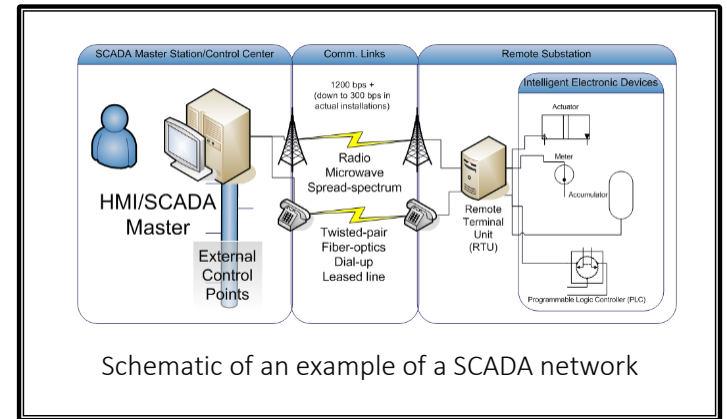 SCADA Master Station/Control Center
HMI/SCADA
Master
External
Control
Points
Comm. Links
1200 bps +
(down to 300 bps in
actual installations)
Radio
Microwave
Spread-spectrum
Twisted-pair
Fiber-optics
Dial-up
Leased line
Remote Substation
Remote
Terminal
Unit
(RTU)
Intelligent Electronic Devices
Actuator
Meter
Accumulator
Programmable Logic Controller (PLC)
Schematic of an example of a SCADA network